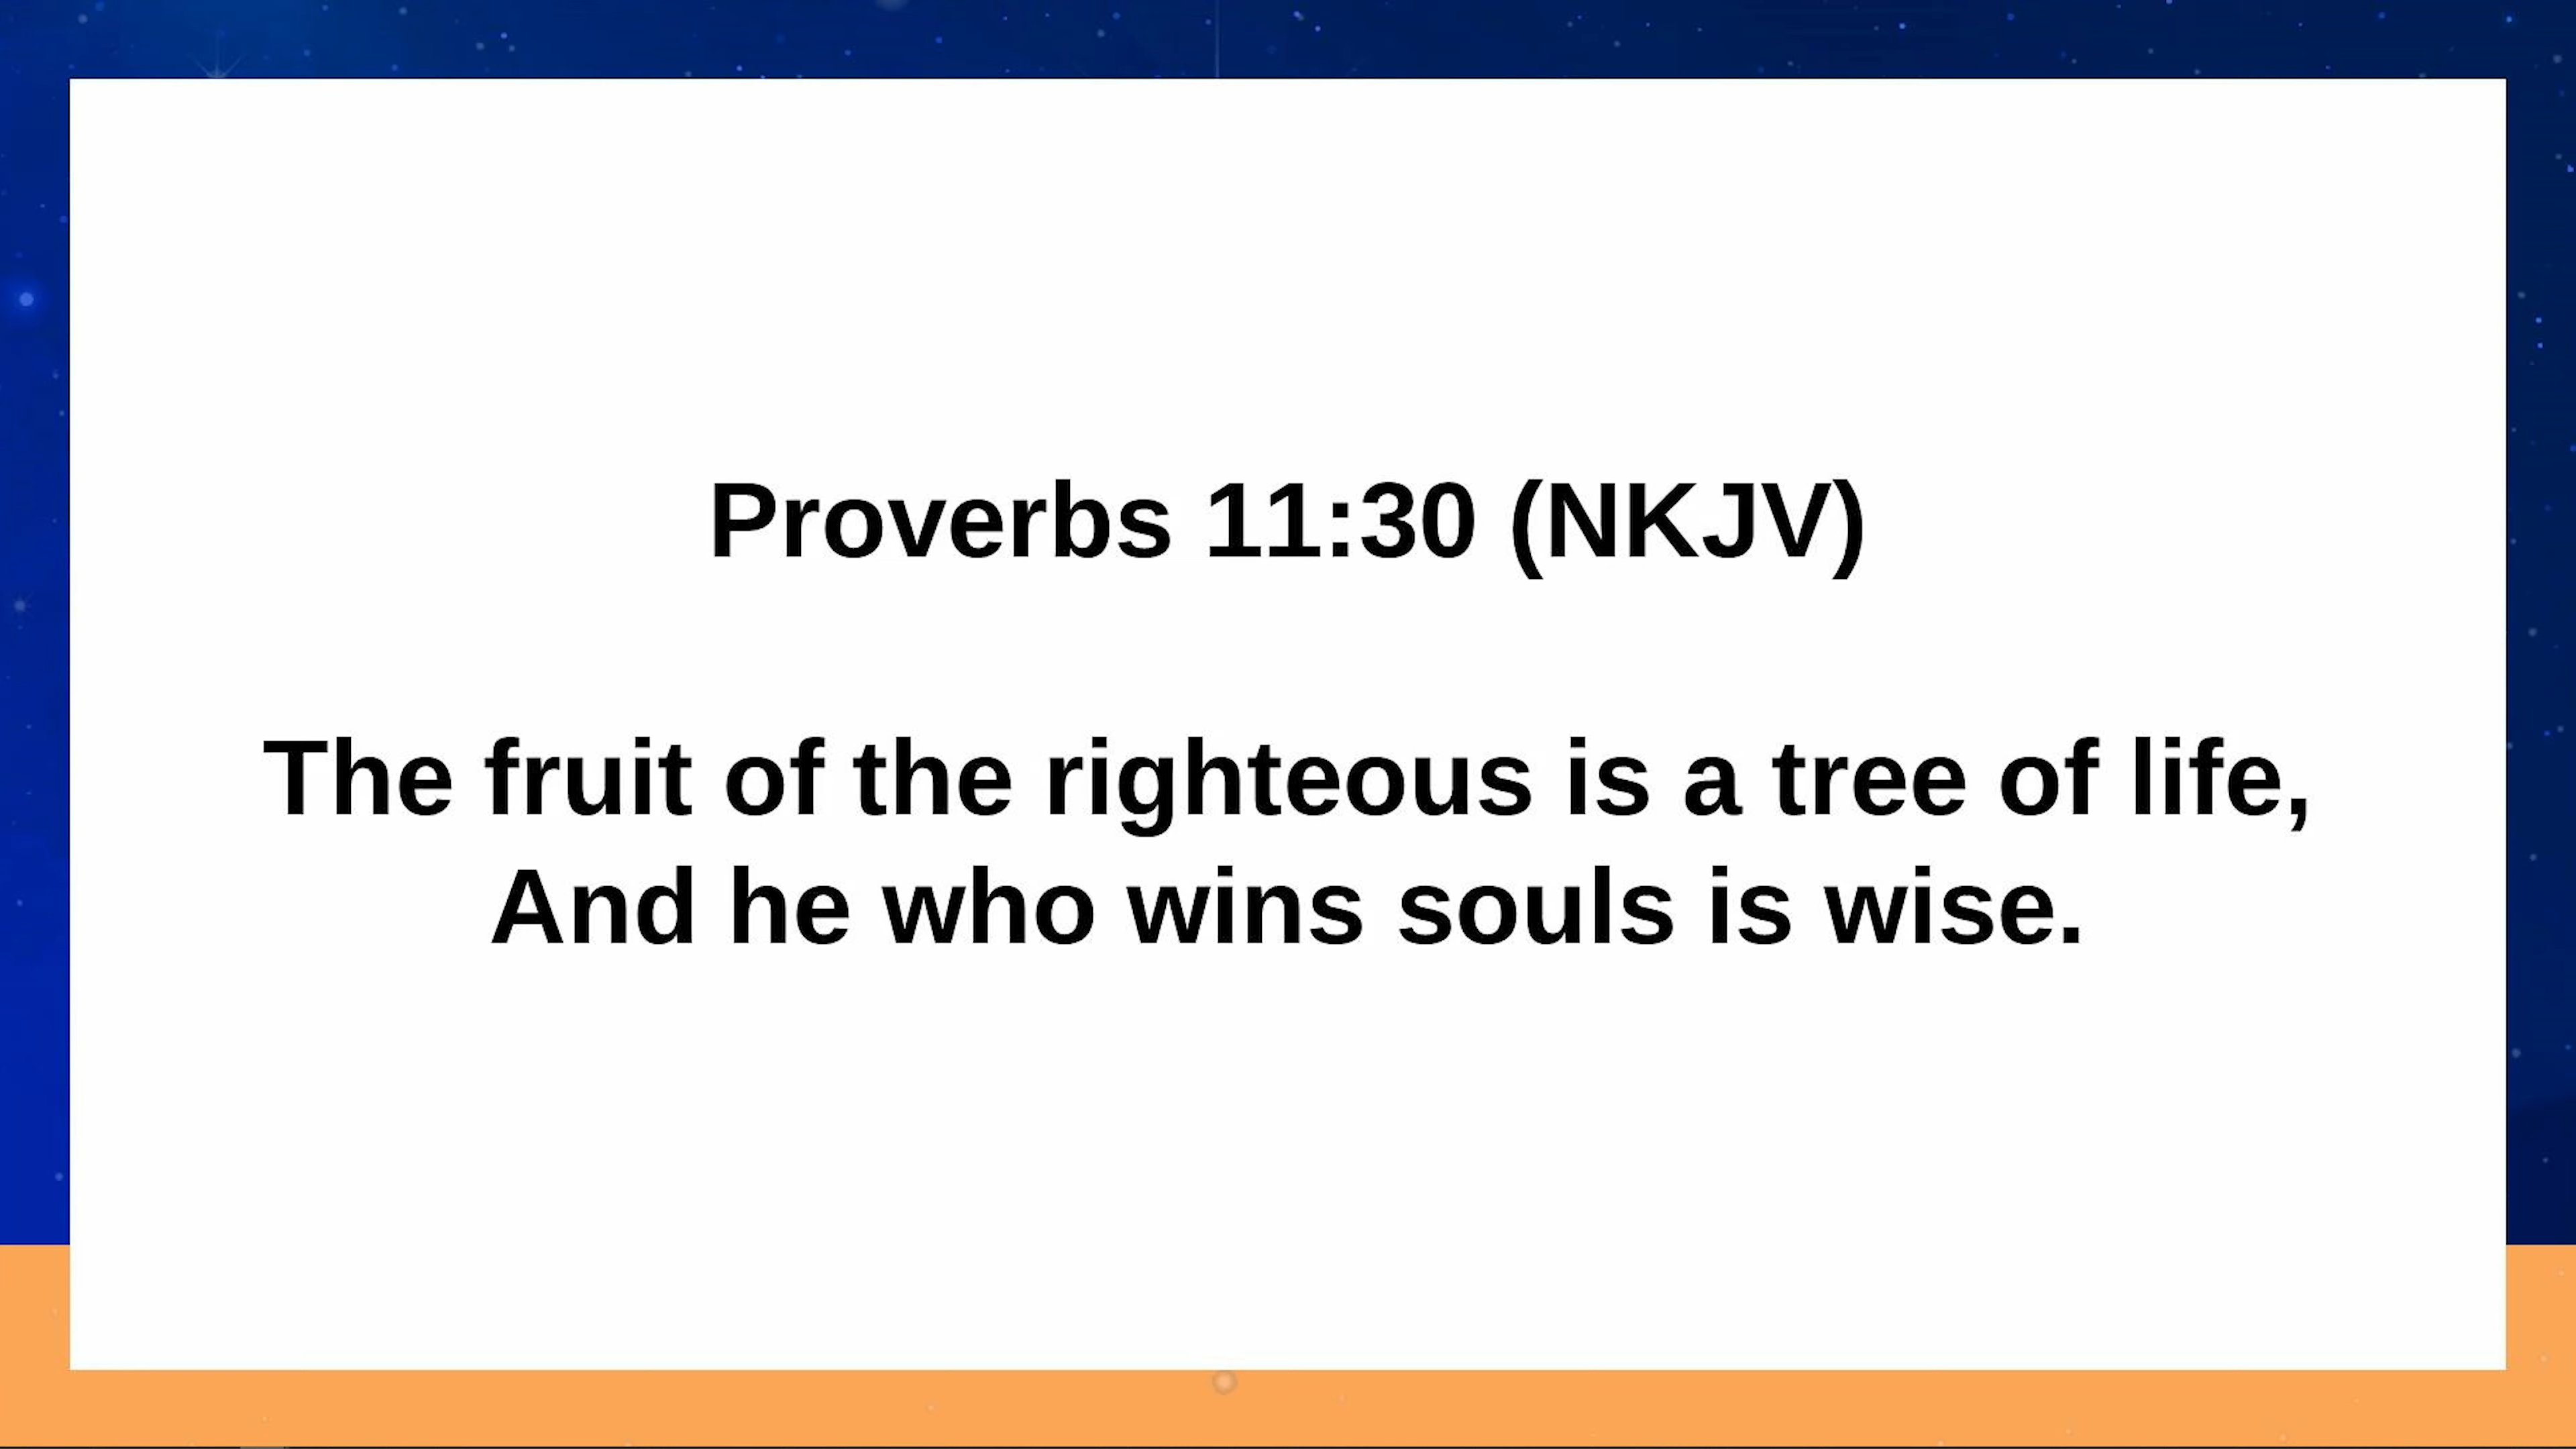 Proverbs 11:30 (NKJV)
The fruit of the righteous is a tree of life,
And he who wins souls is wise.